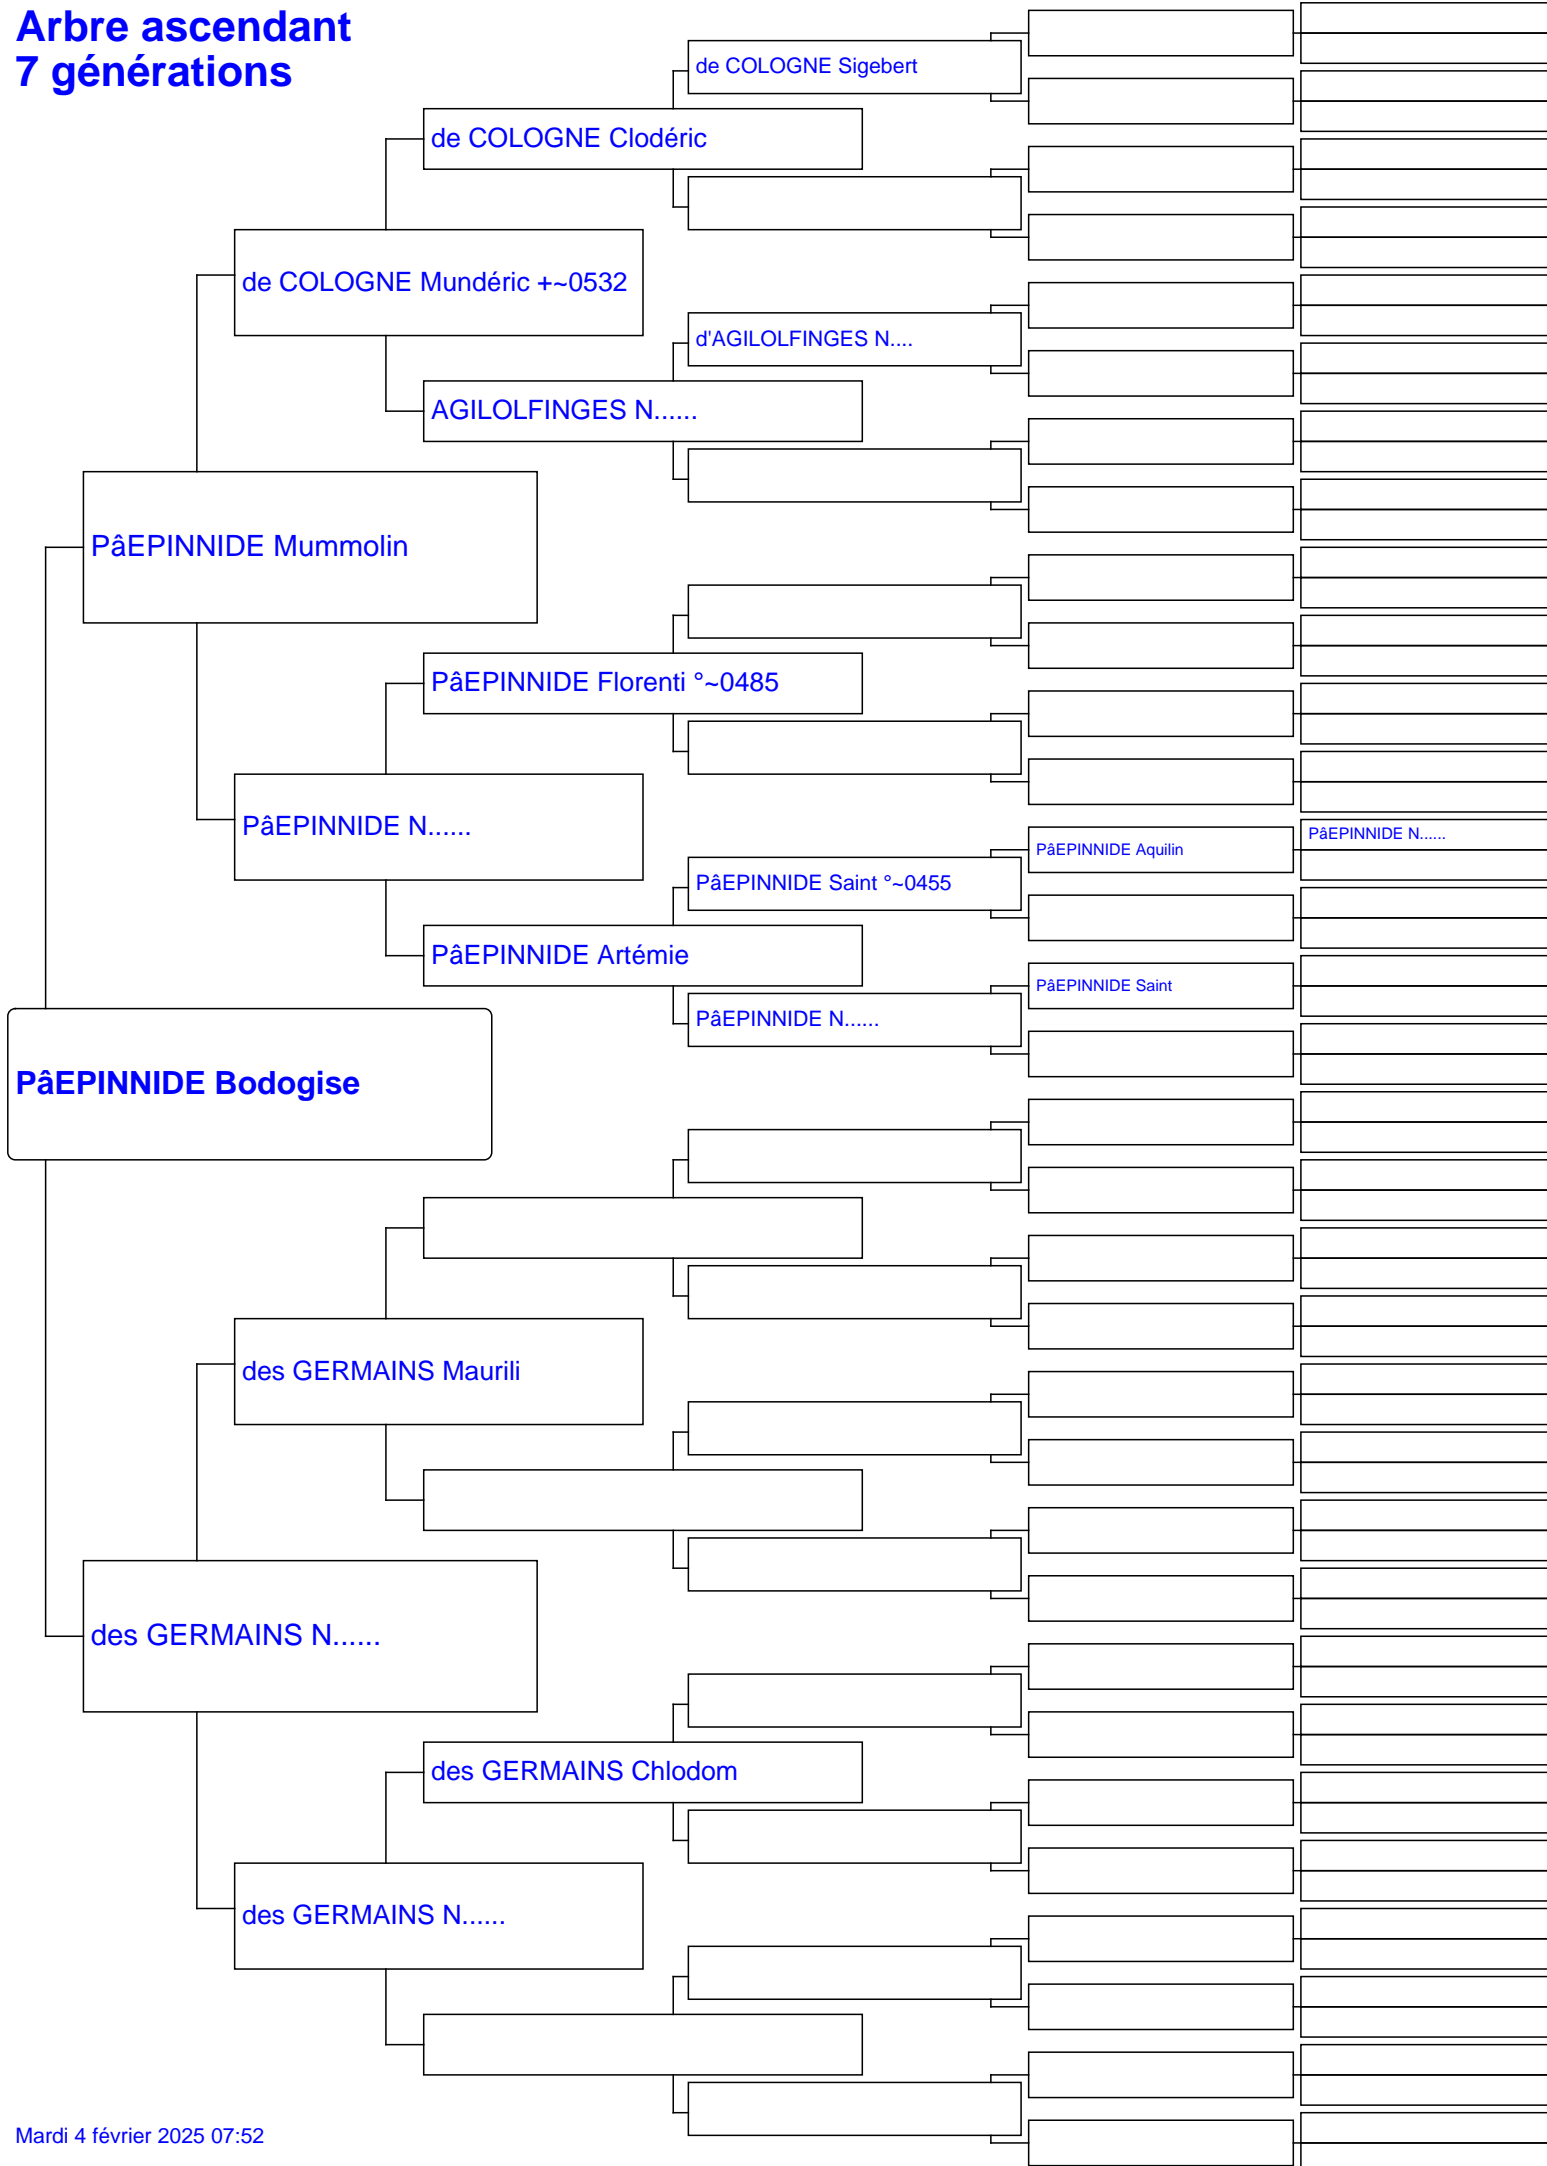 Arbre ascendant
7 générations
de COLOGNE Sigebert
de COLOGNE Clodéric
de COLOGNE Mundéric +~0532
d'AGILOLFINGES N....
AGILOLFINGES N......
PâEPINNIDE Mummolin
PâEPINNIDE Florenti °~0485
PâEPINNIDE N......
PâEPINNIDE Aquilin
PâEPINNIDE N......
PâEPINNIDE Saint °~0455
PâEPINNIDE Artémie
PâEPINNIDE Saint
PâEPINNIDE N......
PâEPINNIDE Bodogise
des GERMAINS Maurili
des GERMAINS N......
des GERMAINS Chlodom
des GERMAINS N......
Mardi 4 février 2025 07:52